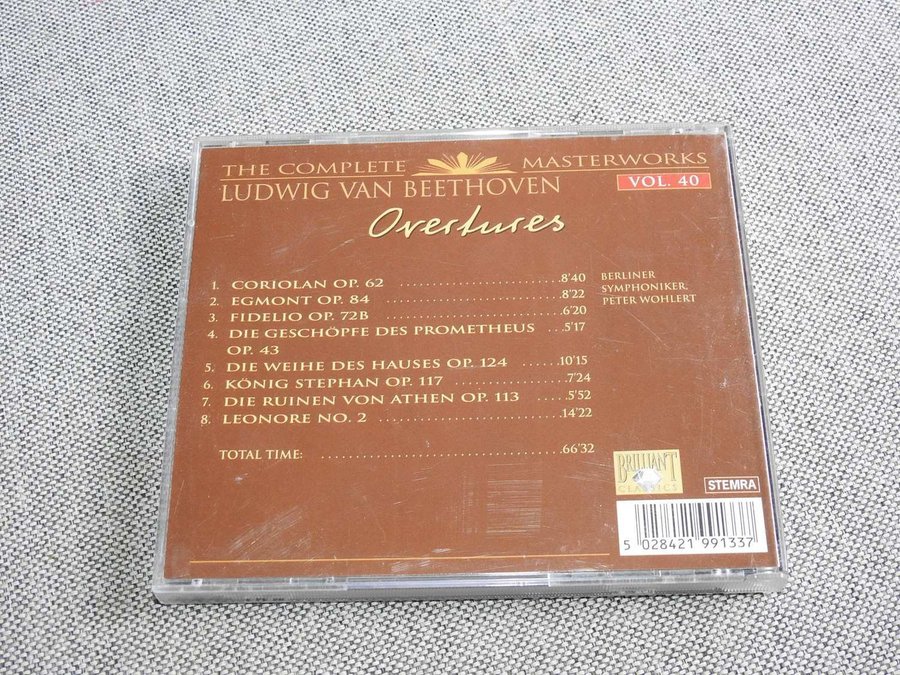 THE COMPLETE MASTERWORKS
LUDWIG VAN BEETHOVEN VOL. 40
Overtures
1. CORIOLAN OP. 62 ....................8'40
2. EGMONT OP. 84 ....................8'22
3. FIDELIO OP. 72B ....................6'20
4. DIE GESCHÖPFE DES PROMETHEUS ...5'17
OP. 43
5. DIE WEIHE DES HAUSES OP. 124 ......10'15
6. KÖNIG STEPHAN OP. 117 ................7'24
7. DIE RUINEN VON ATHEN OP. 113 .....5'52
8. LEONORE NO. 2 ....................14'22
TOTAL TIME: ....................66'32
BERLINER
SYMPHONIKER,
PETER WOHLERT
BRILLIANT
CLASSICS
STEMRA
5 028421 991337